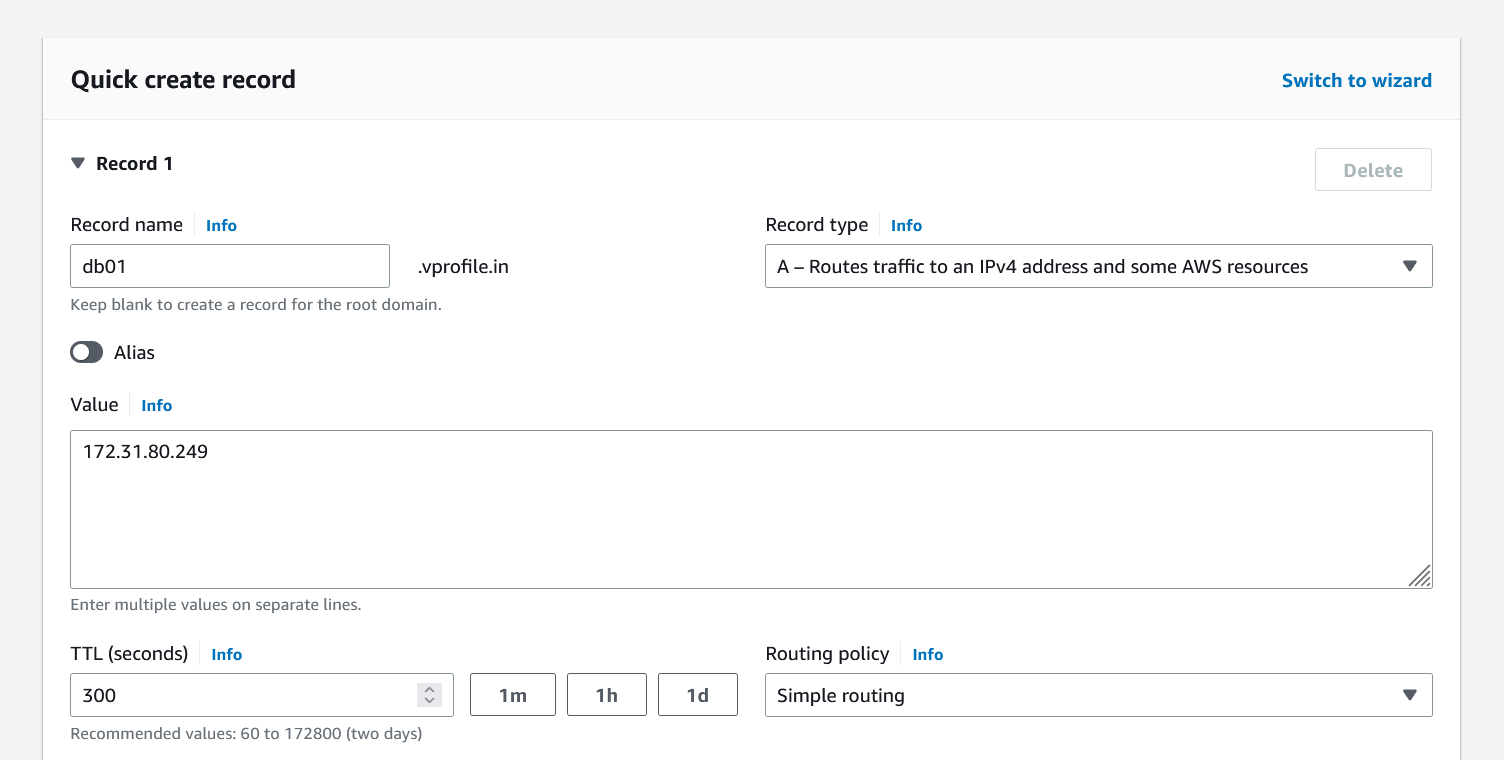 Quick create record
Switch to wizard
Record 1
Delete
Record name Info
Record type Info
db01 .vprofile.in
A – Routes traffic to an IPv4 address and some AWS resources
Keep blank to create a record for the root domain.
Alias
Value Info
172.31.80.249
Enter multiple values on separate lines.
TTL (seconds) Info
Routing policy Info
300 1m 1h 1d
Simple routing
Recommended values: 60 to 172800 (two days)